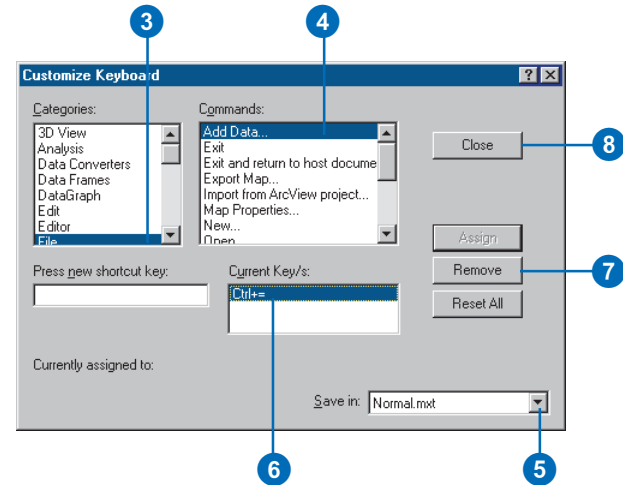 3
4
Customize Keyboard
? X
Categories:
Commands:
3D View
Analysis
Data Converters
Data Frames
DataGraph
Edit
Editor
File
Add Data...
Exit
Exit and return to host docume
Export Map...
Import from ArcView project...
Map Properties...
New...
Open
Close
8
Assign
Remove
7
Reset All
Press new shortcut key:
Current Key/s:
Ctrl+=
Currently assigned to:
Save in:
Normal.mxt
6
5